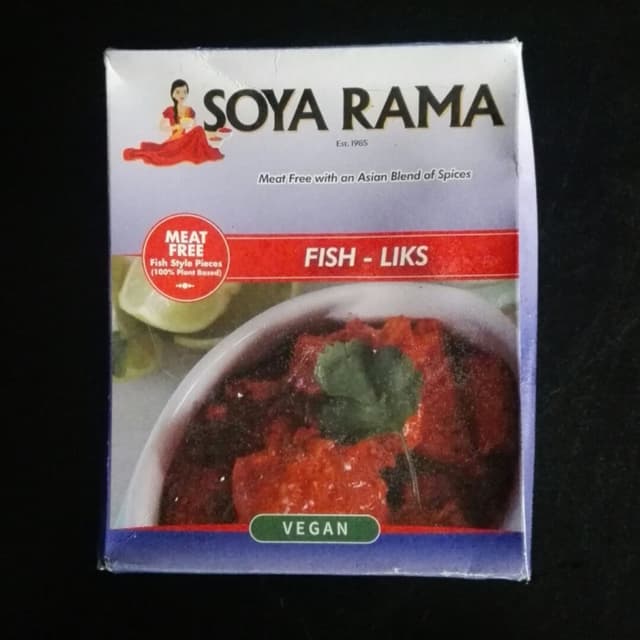 SOYA RAMA
Est. 1985
Meat Free with an Asian Blend of Spices
MEAT
FREE
Fish Style Pieces
(100% Plant Based)
FISH - LIKS
VEGAN